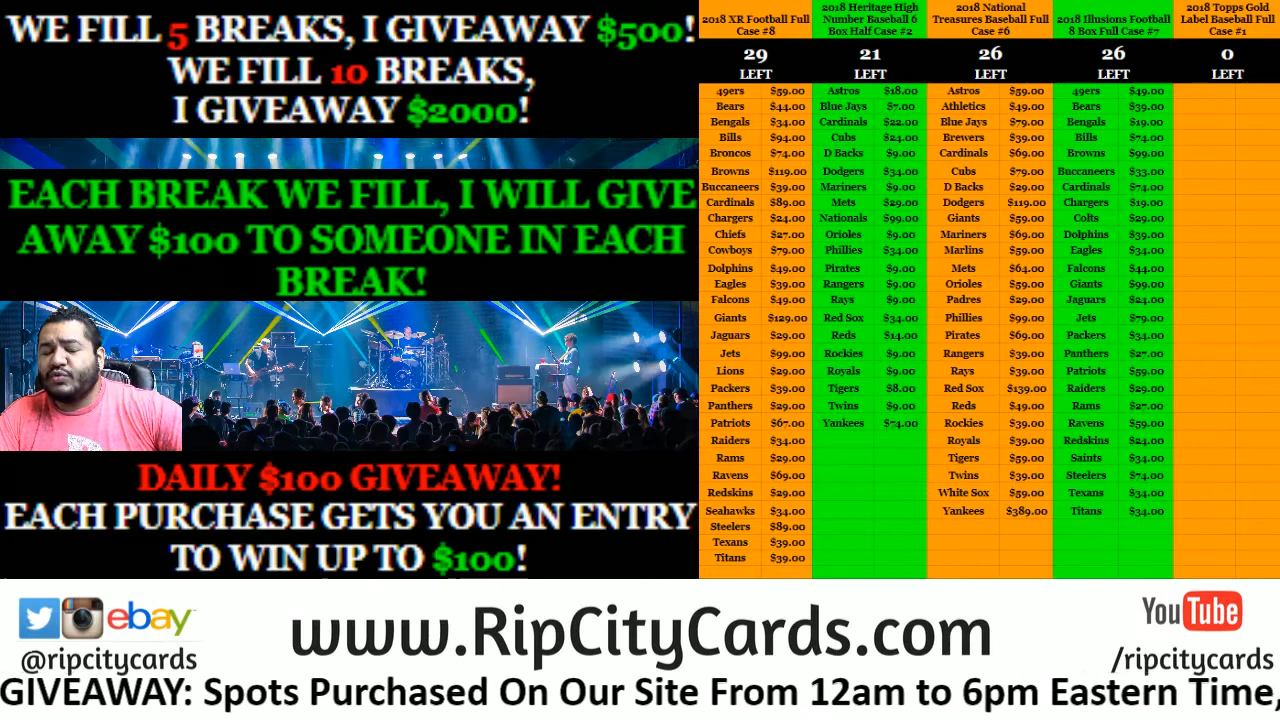 WE FILL 5 BREAKS, I GIVEAWAY $500!
WE FILL 10 BREAKS,
I GIVEAWAY $2000!
EACH BREAK WE FILL, I WILL GIVE
AWAY $100 TO SOMEONE IN EACH
BREAK!
DAILY $100 GIVEAWAY!
EACH PURCHASE GETS YOU AN ENTRY
TO WIN UP TO $100!
2018 XR Football Full
Case #8
29
LEFT
49ers $59.00
Bears $44.00
Bengals $34.00
Bills $94.00
Broncos $74.00
Browns $119.00
Buccaneers $39.00
Cardinals $89.00
Chargers $24.00
Chiefs $27.00
Cowboys $79.00
Dolphins $49.00
Eagles $39.00
Falcons $49.00
Giants $129.00
Jaguars $29.00
Jets $99.00
Lions $29.00
Packers $39.00
Panthers $29.00
Patriots $67.00
Raiders $34.00
Rams $29.00
Ravens $69.00
Redskins $29.00
Seahawks $34.00
Steelers $89.00
Texans $39.00
Titans $39.00
2018 Heritage High
Number Baseball 6
Box Half Case #2
21
LEFT
Astros $18.00
Blue Jays $7.00
Cardinals $22.00
Cubs $24.00
D Backs $9.00
Dodgers $34.00
Mariners $9.00
Mets $29.00
Nationals $99.00
Orioles $9.00
Phillies $34.00
Pirates $9.00
Rangers $9.00
Rays $9.00
Red Sox $34.00
Reds $14.00
Rockies $9.00
Royals $9.00
Tigers $8.00
Twins $9.00
Yankees $74.00
2018 National
Treasures Baseball Full
Case #6
26
LEFT
Astros $59.00
Athletics $49.00
Blue Jays $79.00
Brewers $39.00
Cardinals $69.00
Cubs $79.00
D Backs $29.00
Dodgers $119.00
Giants $59.00
Mariners $69.00
Marlins $59.00
Mets $64.00
Orioles $59.00
Padres $29.00
Phillies $99.00
Pirates $69.00
Rangers $39.00
Rays $39.00
Red Sox $139.00
Reds $49.00
Rockies $39.00
Royals $39.00
Tigers $59.00
Twins $39.00
White Sox $59.00
Yankees $389.00
2018 Illusions Football
8 Box Full Case #7
26
LEFT
49ers $49.00
Bears $39.00
Bengals $19.00
Bills $74.00
Browns $99.00
Buccaneers $33.00
Cardinals $74.00
Chargers $19.00
Colts $29.00
Dolphins $39.00
Eagles $34.00
Falcons $44.00
Giants $99.00
Jaguars $24.00
Jets $79.00
Packers $34.00
Panthers $27.00
Patriots $59.00
Raiders $29.00
Rams $27.00
Ravens $59.00
Redskins $24.00
Saints $34.00
Steelers $74.00
Texans $34.00
Titans $34.00
2018 Topps Gold
Label Baseball Full
Case #1
0
LEFT
ebay
@ripcitycards
www.RipCityCards.com
YouTube
/ripcitycards
GIVEAWAY: Spots Purchased On Our Site From 12am to 6pm Eastern Time,